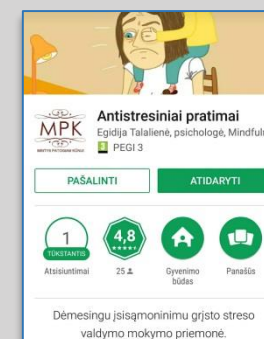 MPK
Antistresiniai pratimai
Egidija Talalienė, psichologė, Mindfuln
PEGI 3
PAŠALINTI
ATIDARYTI
1
TŪKSTANTIS
Atsisiuntimai
4,8
25
Gyvenimo
būdas
Panašūs
Dėmesingu įsisąmoninimu grįsto streso
valdymo mokymo priemonė.